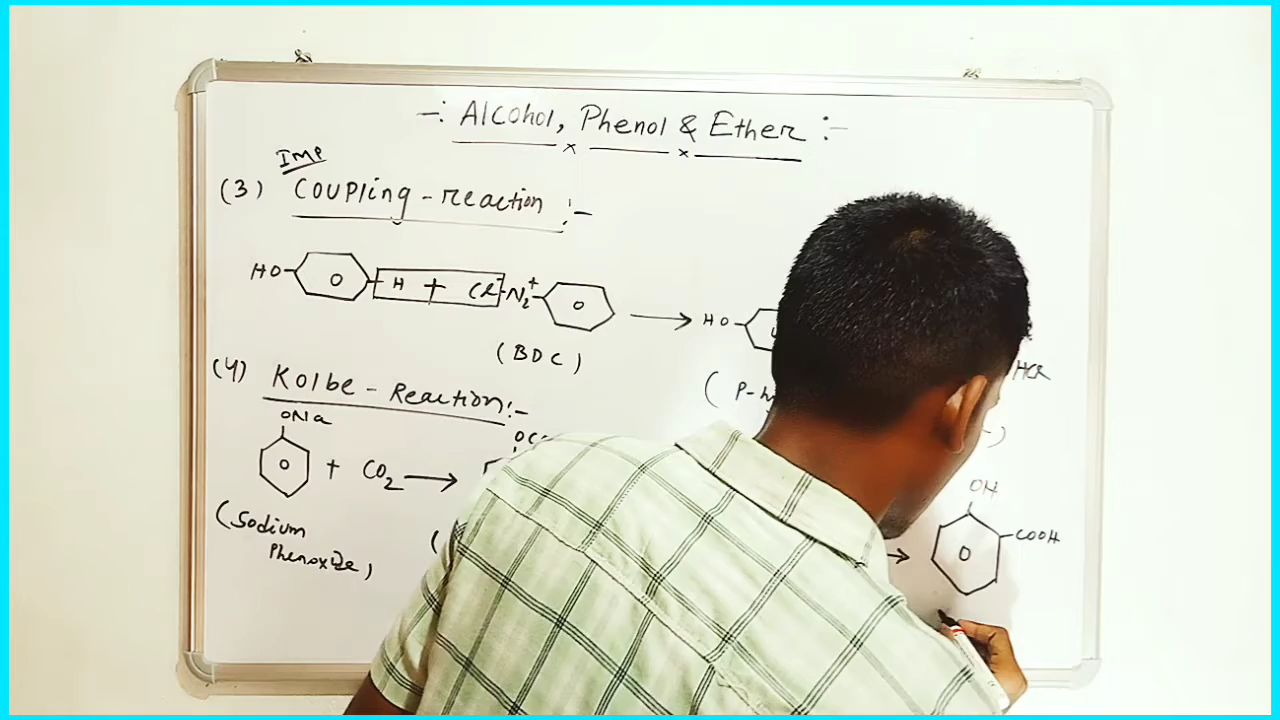 -: Alcohol, Phenol & Ether :-
IMP
(3) Coupling-reaction :-
HO H + Cl N2+ → HO
(BDC)
(P-h
HCl
(4) Kolbe-Reaction:-
ONa
+ CO2 → → OH COOH
(Sodium
Phenoxide)